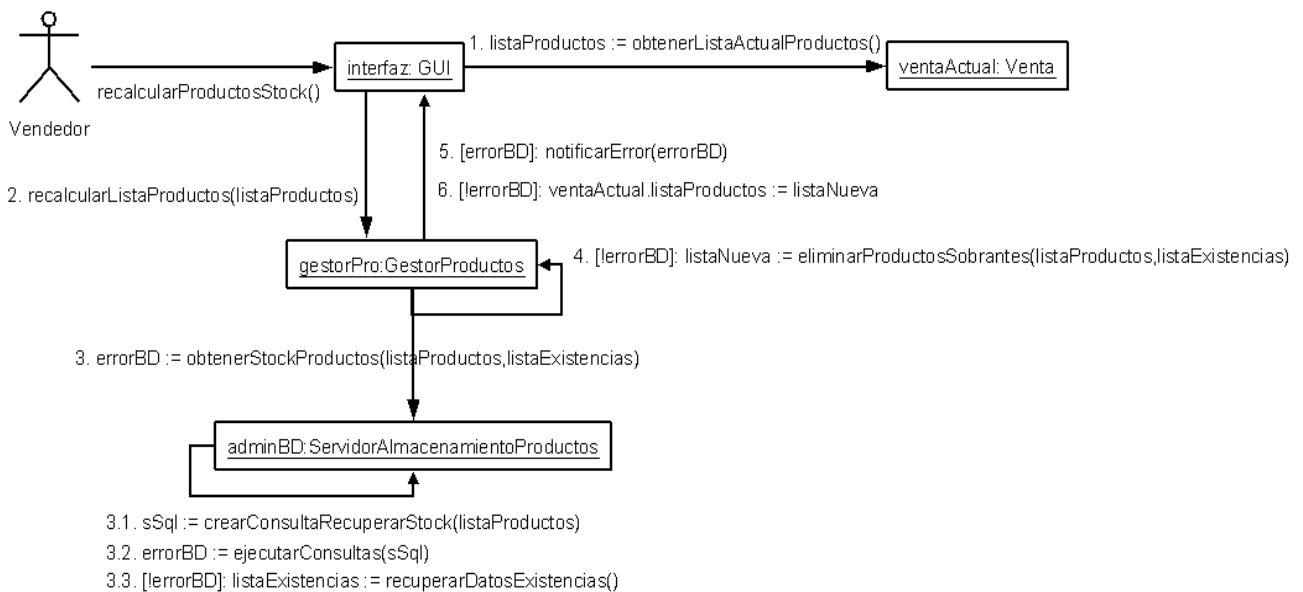 1. listaProductos := obtenerListaActualProductos()
interfaz: GUI
ventaActual: Venta
recalcularProductosStock()
Vendedor
5. [errorBD]: notificarError(errorBD)
2. recalcularListaProductos(listaProductos)
6. [!errorBD]: ventaActual.listaProductos := listaNueva
gestorPro:GestorProductos
4. [!errorBD]: listaNueva := eliminarProductosSobrantes(listaProductos,listaExistencias)
3. errorBD := obtenerStockProductos(listaProductos,listaExistencias)
adminBD:ServidorAlmacenamientoProductos
3.1. sSql := crearConsultaRecuperarStock(listaProductos)
3.2. errorBD := ejecutarConsultas(sSql)
3.3. [!errorBD]: listaExistencias := recuperarDatosExistencias()